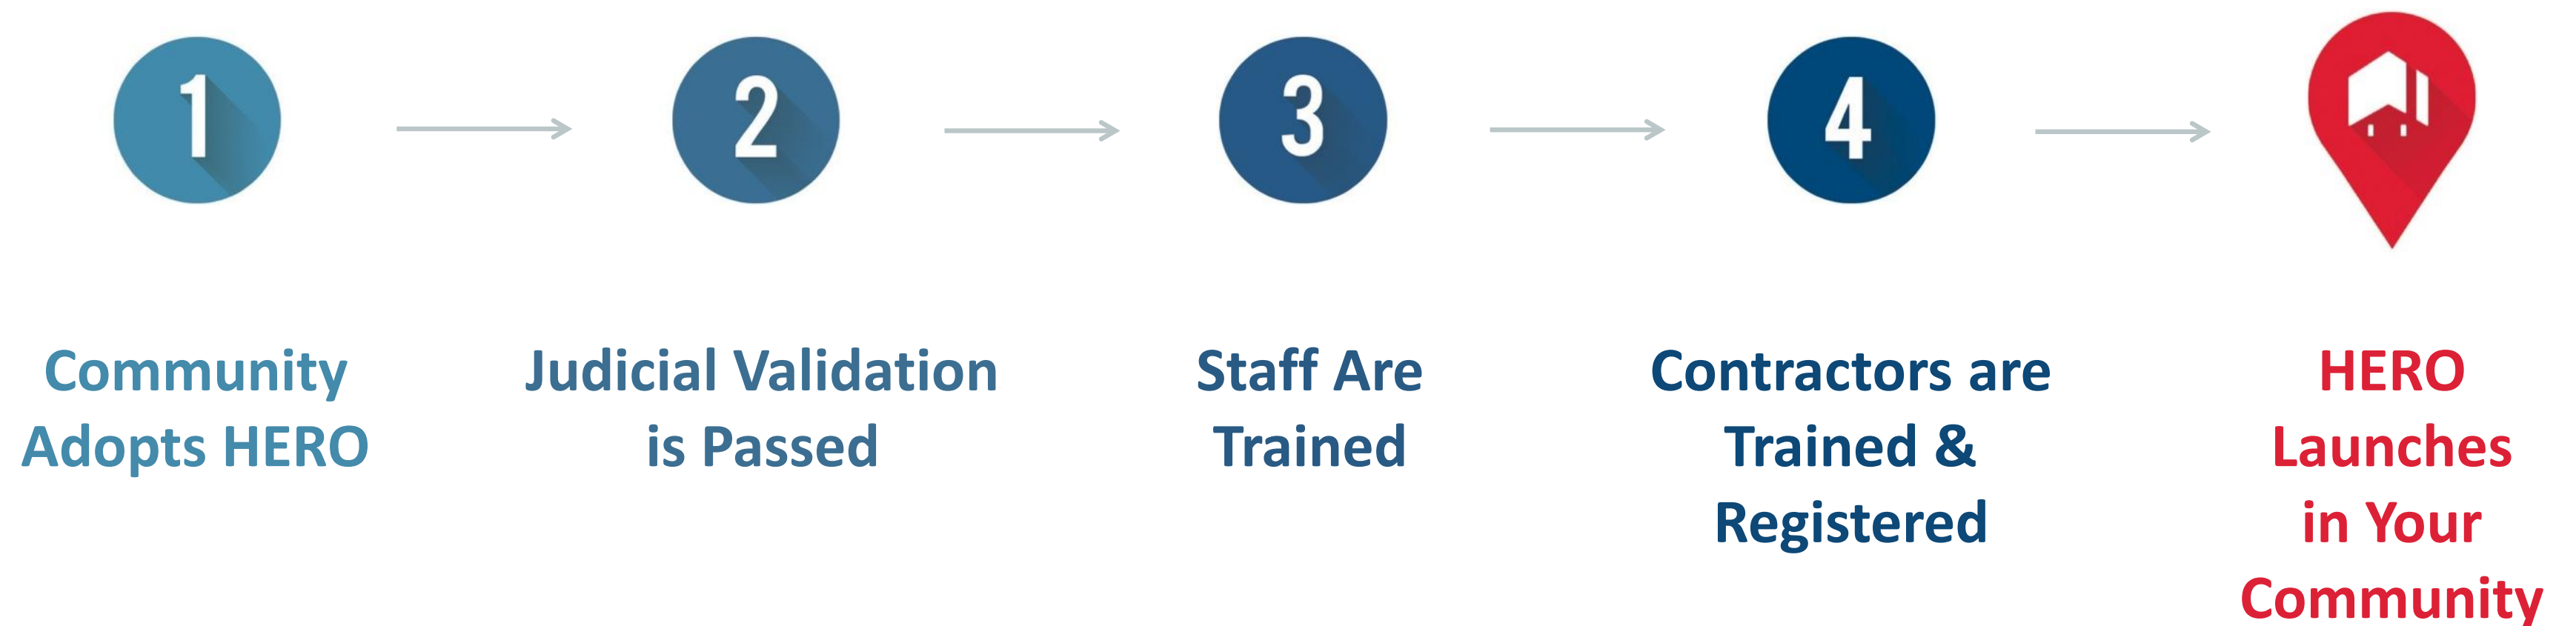 1
2
3
4
Community
Adopts HERO
Judicial Validation
is Passed
Staff Are
Trained
Contractors are
Trained &
Registered
HERO
Launches
in Your
Community